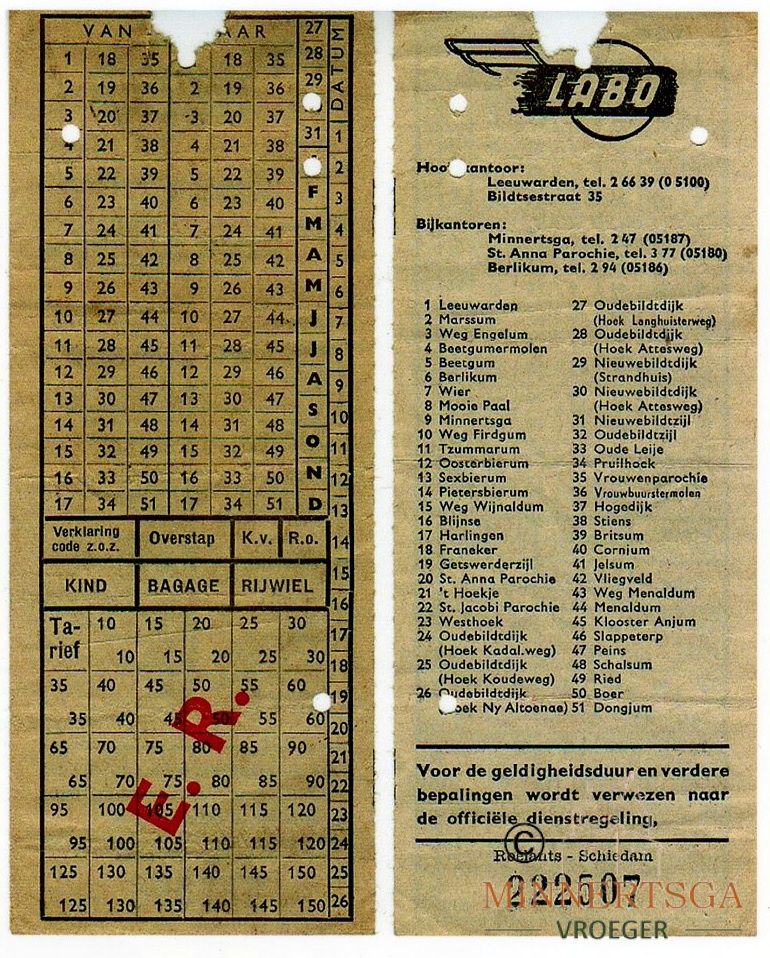 VAN AAR
1 18 35 18 35
2 19 36 2 19 36
3 20 37 3 20 37
4 21 38 4 21 38
5 22 39 5 22 39
6 23 40 6 23 40
7 24 41 7 24 41
8 25 42 8 25 42
9 26 43 9 26 43
10 27 44 10 27 44
11 28 45 11 28 45
12 29 46 12 29 46
13 30 47 13 30 47
14 31 48 14 31 48
15 32 49 15 32 49
16 33 50 16 33 50
17 34 51 17 34 51
27
28
29
31
F
M
A
M
J
J
A
S
O
N
D
DATUM
1
2
3
4
5
6
7
8
9
10
11
12
13
14
15
16
17
18
19
20
21
22
23
24
25
26
Verklaring
code z.o.z.
Overstap
K.v.
R.o.
KIND BAGAGE RIJWIEL
Ta-
rief
10 15 20 25 30
10 15 20 25 30
35 40 45 50 55 60
35 40 45 50 55 60
65 70 75 80 85 90
65 70 75 80 85 90
95 100 105 110 115 120
95 100 105 110 115 120
125 130 135 140 145 150
125 130 135 140 145 150
E.R.
LABO
Hoofdkantoor:
Leeuwarden, tel. 2 66 39 (0 5100)
Bildtsestraat 35
Bijkantoren:
Minnertsga, tel. 2 47 (05187)
St. Anna Parochie, tel. 3 77 (05180)
Berlikum, tel. 2 94 (05186)
1 Leeuwarden
2 Marssum
3 Weg Engelum
4 Beetgumermolen
5 Beetgum
6 Berlikum
7 Wier
8 Mooie Paal
9 Minnertsga
10 Weg Firdgum
11 Tzummarum
12 Oosterbierum
13 Sexbierum
14 Pietersbierum
15 Weg Wijnaldum
16 Blijnse
17 Harlingen
18 Franeker
19 Getswerderzijl
20 St. Anna Parochie
21 't Hoekje
22 St. Jacobi Parochie
23 Westhoek
24 Oudebildtdijk
(Hoek Kadal.weg)
25 Oudebildtdijk
(Hoek Koudeweg)
26 Oudebildtdijk
(Hoek Ny Altoenae)
27 Oudebildtdijk
(Hoek Langhuisterweg)
28 Oudebildtdijk
(Hoek Attesweg)
29 Nieuwebildtdijk
(Strandhuis)
30 Nieuwebildtdijk
(Hoek Attesweg)
31 Nieuwebildtzijl
32 Oudebildtzijl
33 Oude Leije
34 Pruilhoek
35 Vrouwenparochie
36 Vrouwbuurstermolen
37 Hogedijk
38 Stiens
39 Britsum
40 Cornjum
41 Jelsum
42 Vliegveld
43 Weg Menaldum
44 Menaldum
45 Klooster Anjum
46 Slappeterp
47 Peins
48 Schalsum
49 Ried
50 Boer
51 Dongjum
Voor de geldigheidsduur en verdere
bepalingen wordt verwezen naar
de officiële dienstregeling,
©
Roelants - Schiedam
222507
MINNERTSGA
VROEGER